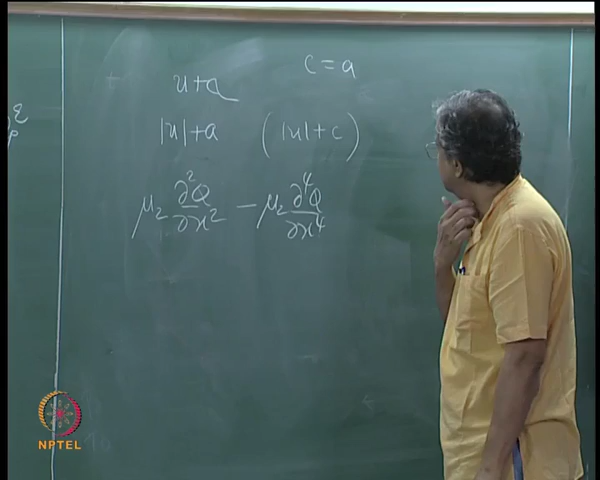 u+a
c=a
|u|+a (|u|+c)
μ₂ ∂²Q/∂x² − μ₂ ∂⁴Q/∂x⁴
NPTEL